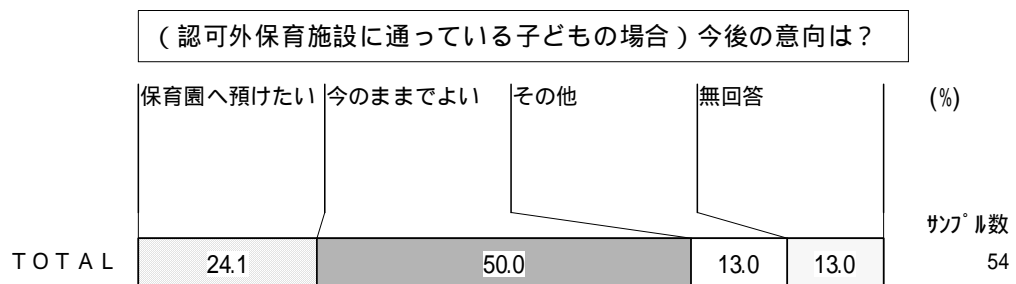 (認可外保育施設に通っている子どもの場合)今後の意向は?
保育園へ預けたい 今のままでよい その他 無回答 (%)
サンプル数
TOTAL 24.1 50.0 13.0 13.0 54